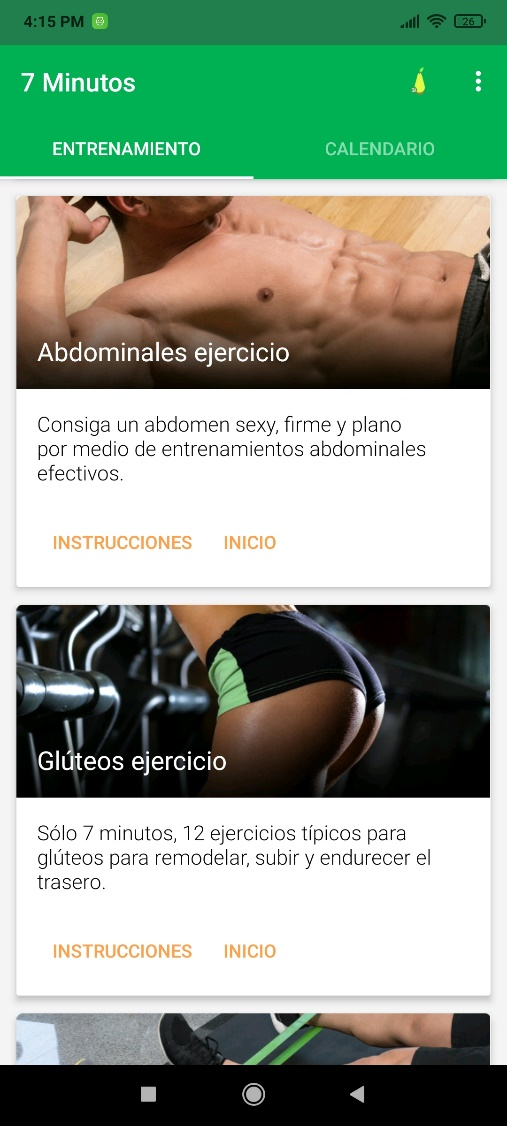 4:15 PM
26
7 Minutos
ENTRENAMIENTO
CALENDARIO
Abdominales ejercicio
Consiga un abdomen sexy, firme y plano
por medio de entrenamientos abdominales
efectivos.
INSTRUCCIONES
INICIO
Glúteos ejercicio
Sólo 7 minutos, 12 ejercicios típicos para
glúteos para remodelar, subir y endurecer el
trasero.
INSTRUCCIONES
INICIO